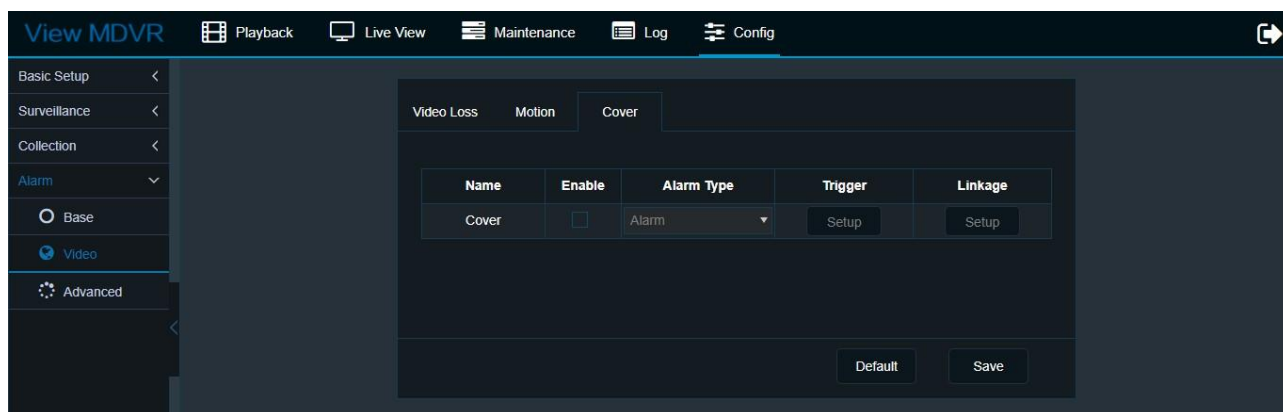 View MDVR Playback Live View Maintenance Log Config
Basic Setup
Surveillance
Collection
Alarm
Base
Video
Advanced
Video Loss Motion Cover
Name Enable Alarm Type Trigger Linkage
Cover Alarm Setup Setup
Default Save